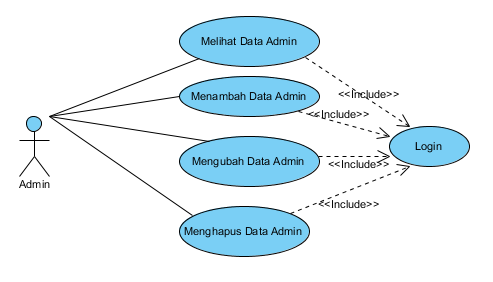 Melihat Data Admin
<<Include>>
Menambah Data Admin
<<Include>>
Login
Mengubah Data Admin
<<Include>>
Admin
<<Include>>
Menghapus Data Admin